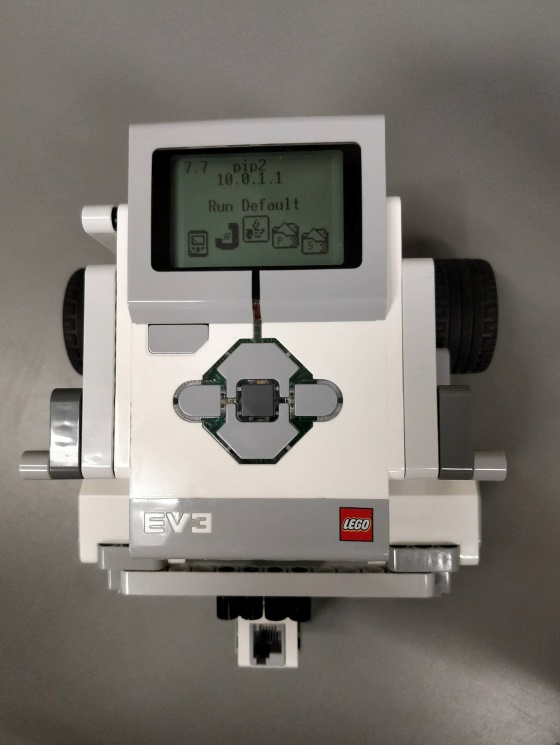 7.7 pip2
10.0.1.1
Run Default
P S
EV3
LEGO